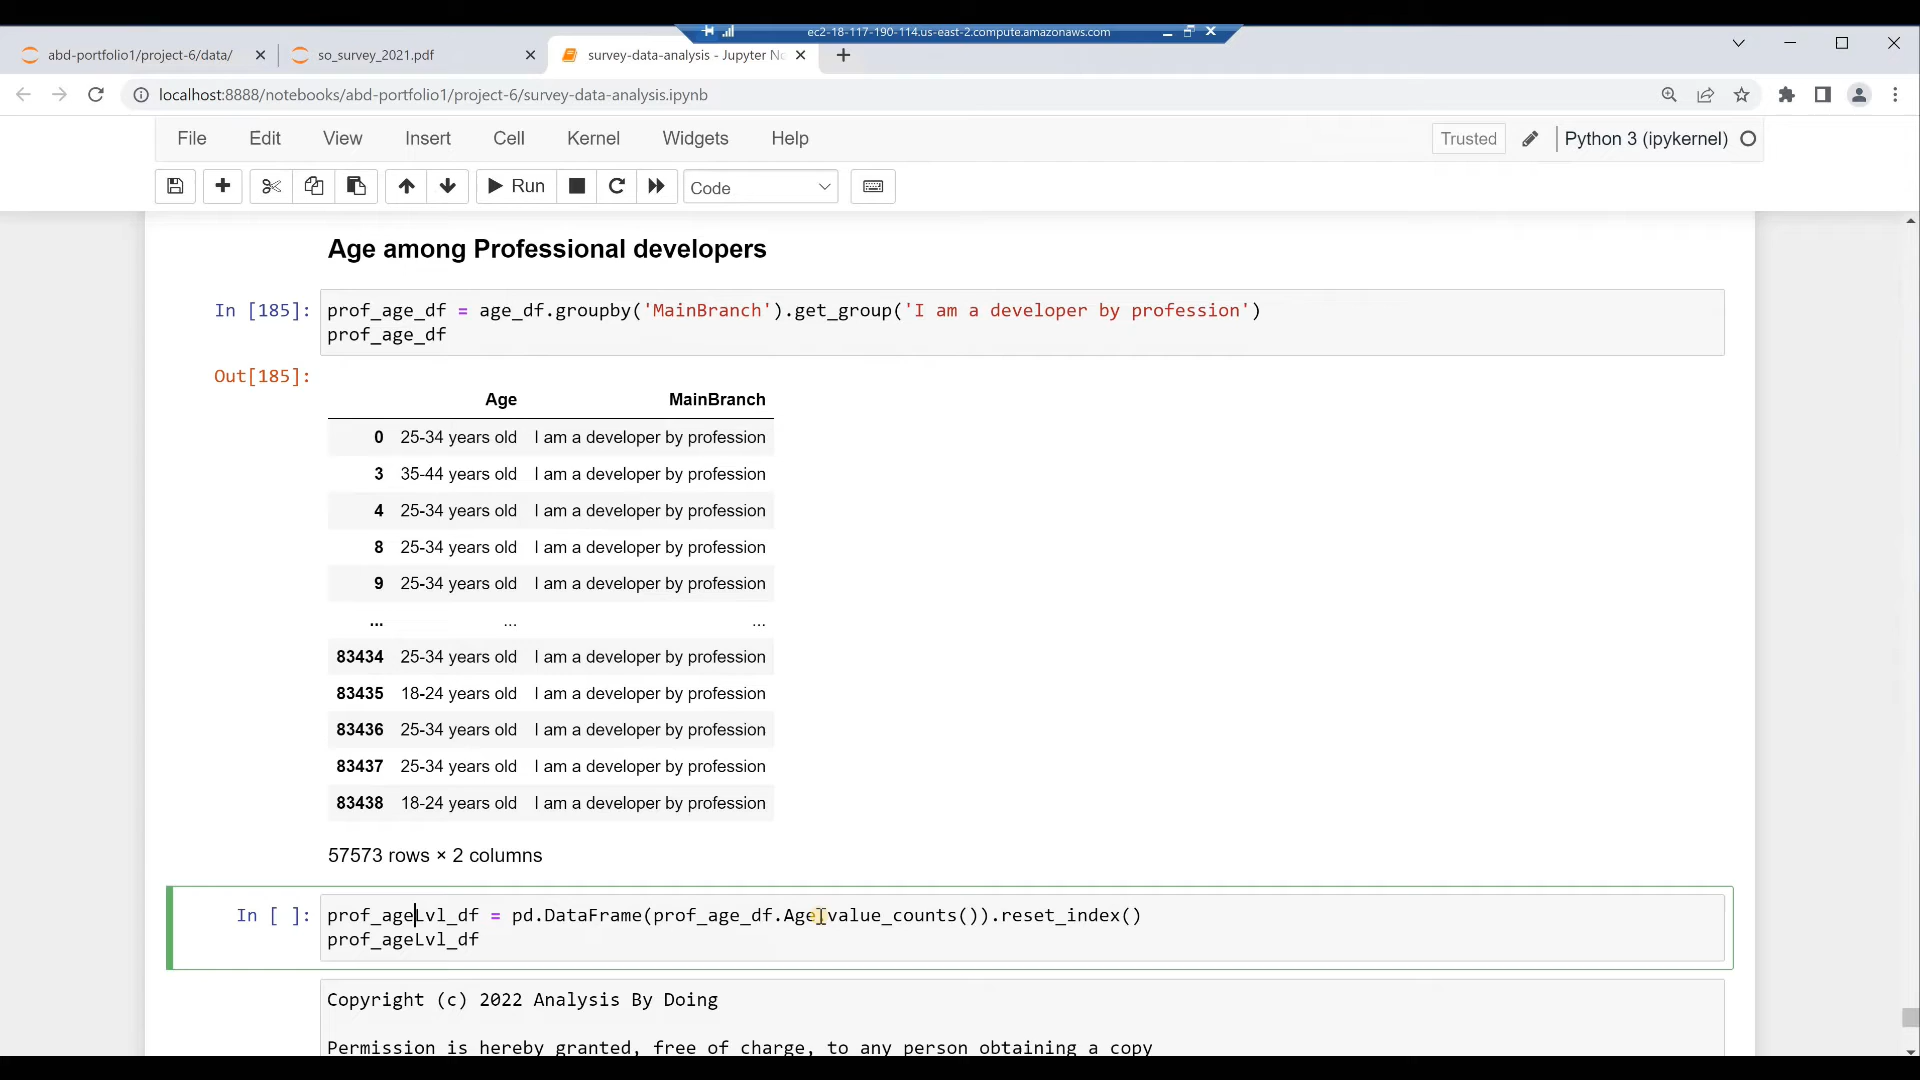 ec2-18-117-190-114.us-east-2.compute.amazonaws.com
abd-portfolio1/project-6/data/
so_survey_2021.pdf
survey-data-analysis - Jupyter No
localhost:8888/notebooks/abd-portfolio1/project-6/survey-data-analysis.ipynb
File Edit View Insert Cell Kernel Widgets Help
Trusted
Python 3 (ipykernel)
Run
Code
Age among Professional developers
In [185]: prof_age_df = age_df.groupby('MainBranch').get_group('I am a developer by profession')
prof_age_df
Out[185]:
Age MainBranch
0 25-34 years old I am a developer by profession
3 35-44 years old I am a developer by profession
4 25-34 years old I am a developer by profession
8 25-34 years old I am a developer by profession
9 25-34 years old I am a developer by profession
... ... ...
83434 25-34 years old I am a developer by profession
83435 18-24 years old I am a developer by profession
83436 25-34 years old I am a developer by profession
83437 25-34 years old I am a developer by profession
83438 18-24 years old I am a developer by profession
57573 rows × 2 columns
In [ ]: prof_ageLvl_df = pd.DataFrame(prof_age_df.Age.value_counts()).reset_index()
prof_ageLvl_df
Copyright (c) 2022 Analysis By Doing
Permission is hereby granted, free of charge, to any person obtaining a copy